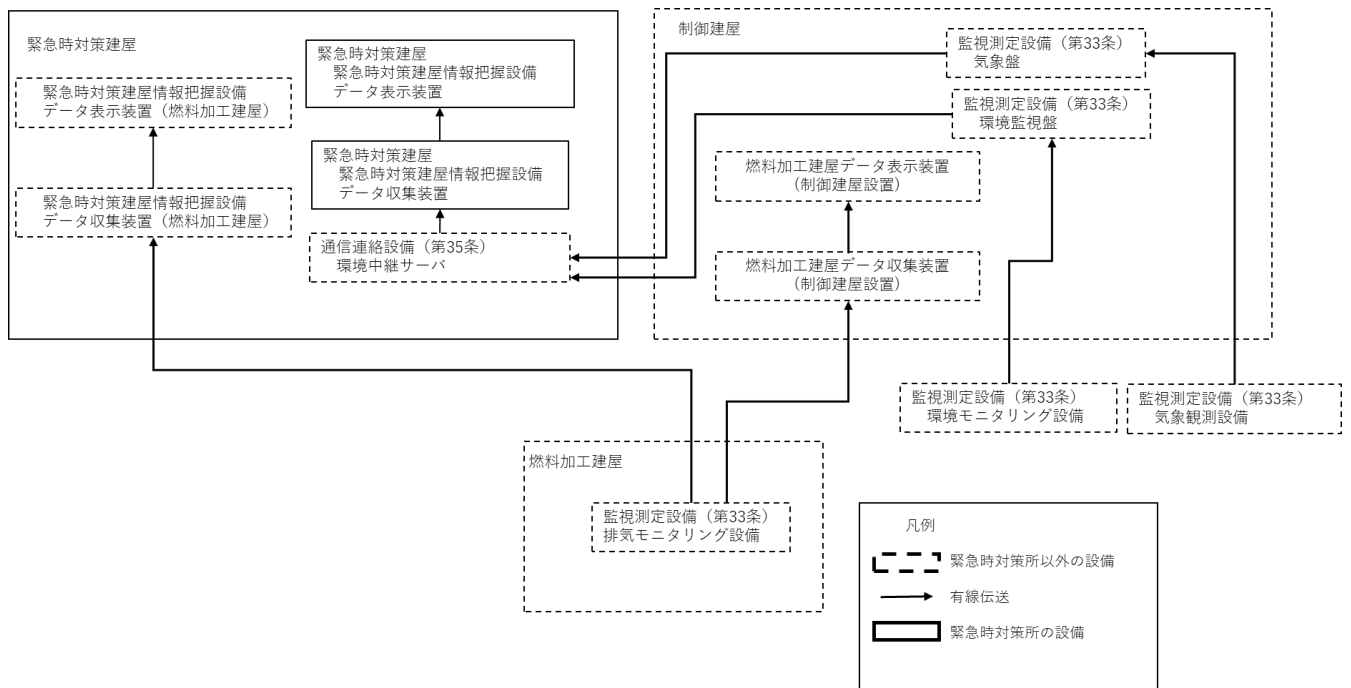 緊急時対策建屋
緊急時対策建屋情報把握設備
データ表示装置（燃料加工建屋）
緊急時対策建屋情報把握設備
データ収集装置（燃料加工建屋）
緊急時対策建屋
緊急時対策建屋情報把握設備
データ表示装置
緊急時対策建屋
緊急時対策建屋情報把握設備
データ収集装置
通信連絡設備（第35条）
環境中継サーバ
制御建屋
監視測定設備（第33条）
気象盤
監視測定設備（第33条）
環境監視盤
燃料加工建屋データ表示装置
（制御建屋設置）
燃料加工建屋データ収集装置
（制御建屋設置）
監視測定設備（第33条）
環境モニタリング設備
監視測定設備（第33条）
気象観測設備
燃料加工建屋
監視測定設備（第33条）
排気モニタリング設備
凡例
緊急時対策所以外の設備
有線伝送
緊急時対策所の設備